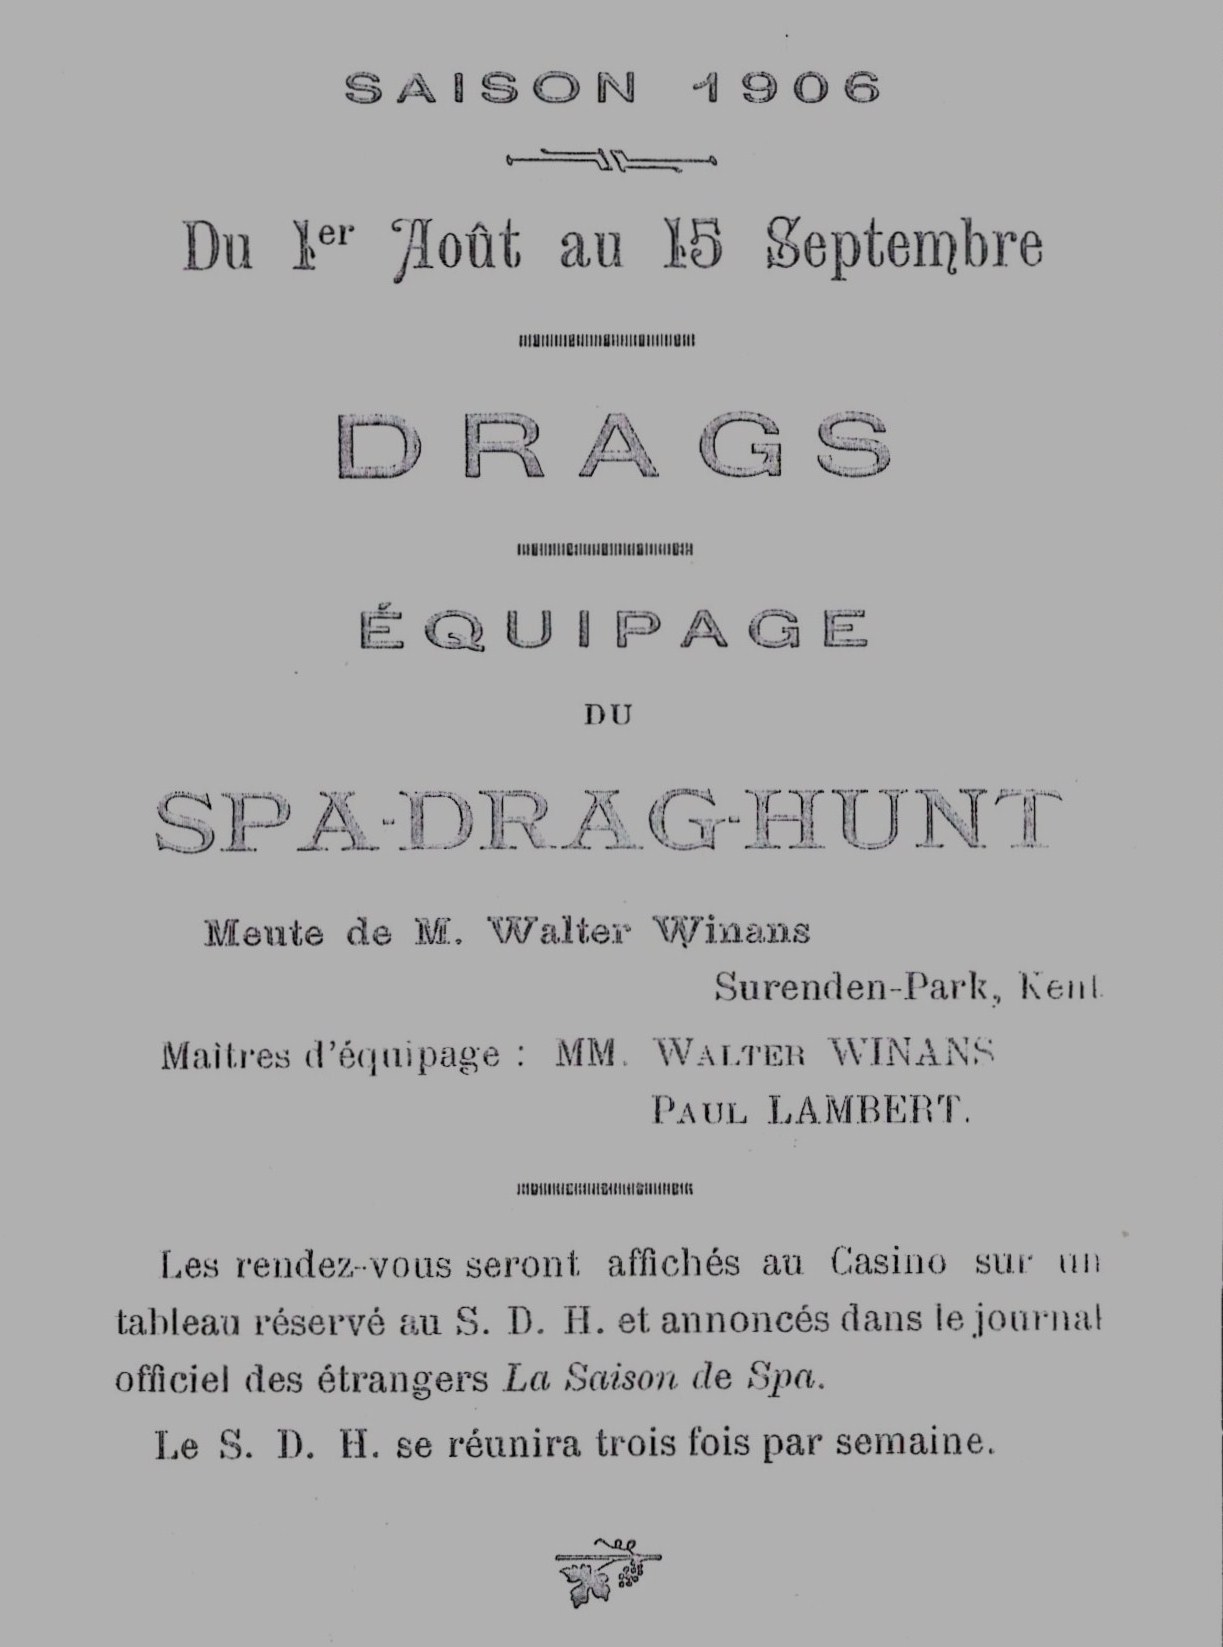 SAISON 1906
Du 1er Août au 15 Septembre
DRAGS
ÉQUIPAGE
DU
SPA-DRAG-HUNT
Meute de M. Walter Winans
Surenden-Park, Kent
Maîtres d'équipage : MM. WALTER WINANS
PAUL LAMBERT.
Les rendez-vous seront affichés au Casino sur un
tableau réservé au S. D. H. et annoncés dans le journal
officiel des étrangers La Saison de Spa.
Le S. D. H. se réunira trois fois par semaine.